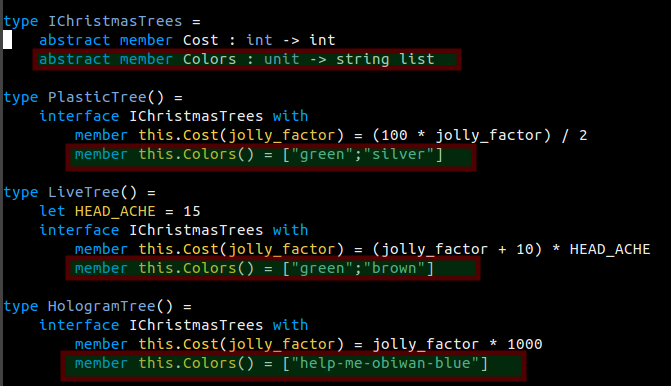 type IChristmasTrees =
abstract member Cost : int -> int
abstract member Colors : unit -> string list
type PlasticTree() =
interface IChristmasTrees with
member this.Cost(jolly_factor) = (100 * jolly_factor) / 2
member this.Colors() = ["green";"silver"]
type LiveTree() =
let HEAD_ACHE = 15
interface IChristmasTrees with
member this.Cost(jolly_factor) = (jolly_factor + 10) * HEAD_ACHE
member this.Colors() = ["green";"brown"]
type HologramTree() =
interface IChristmasTrees with
member this.Cost(jolly_factor) = jolly_factor * 1000
member this.Colors() = ["help-me-obiwan-blue"]